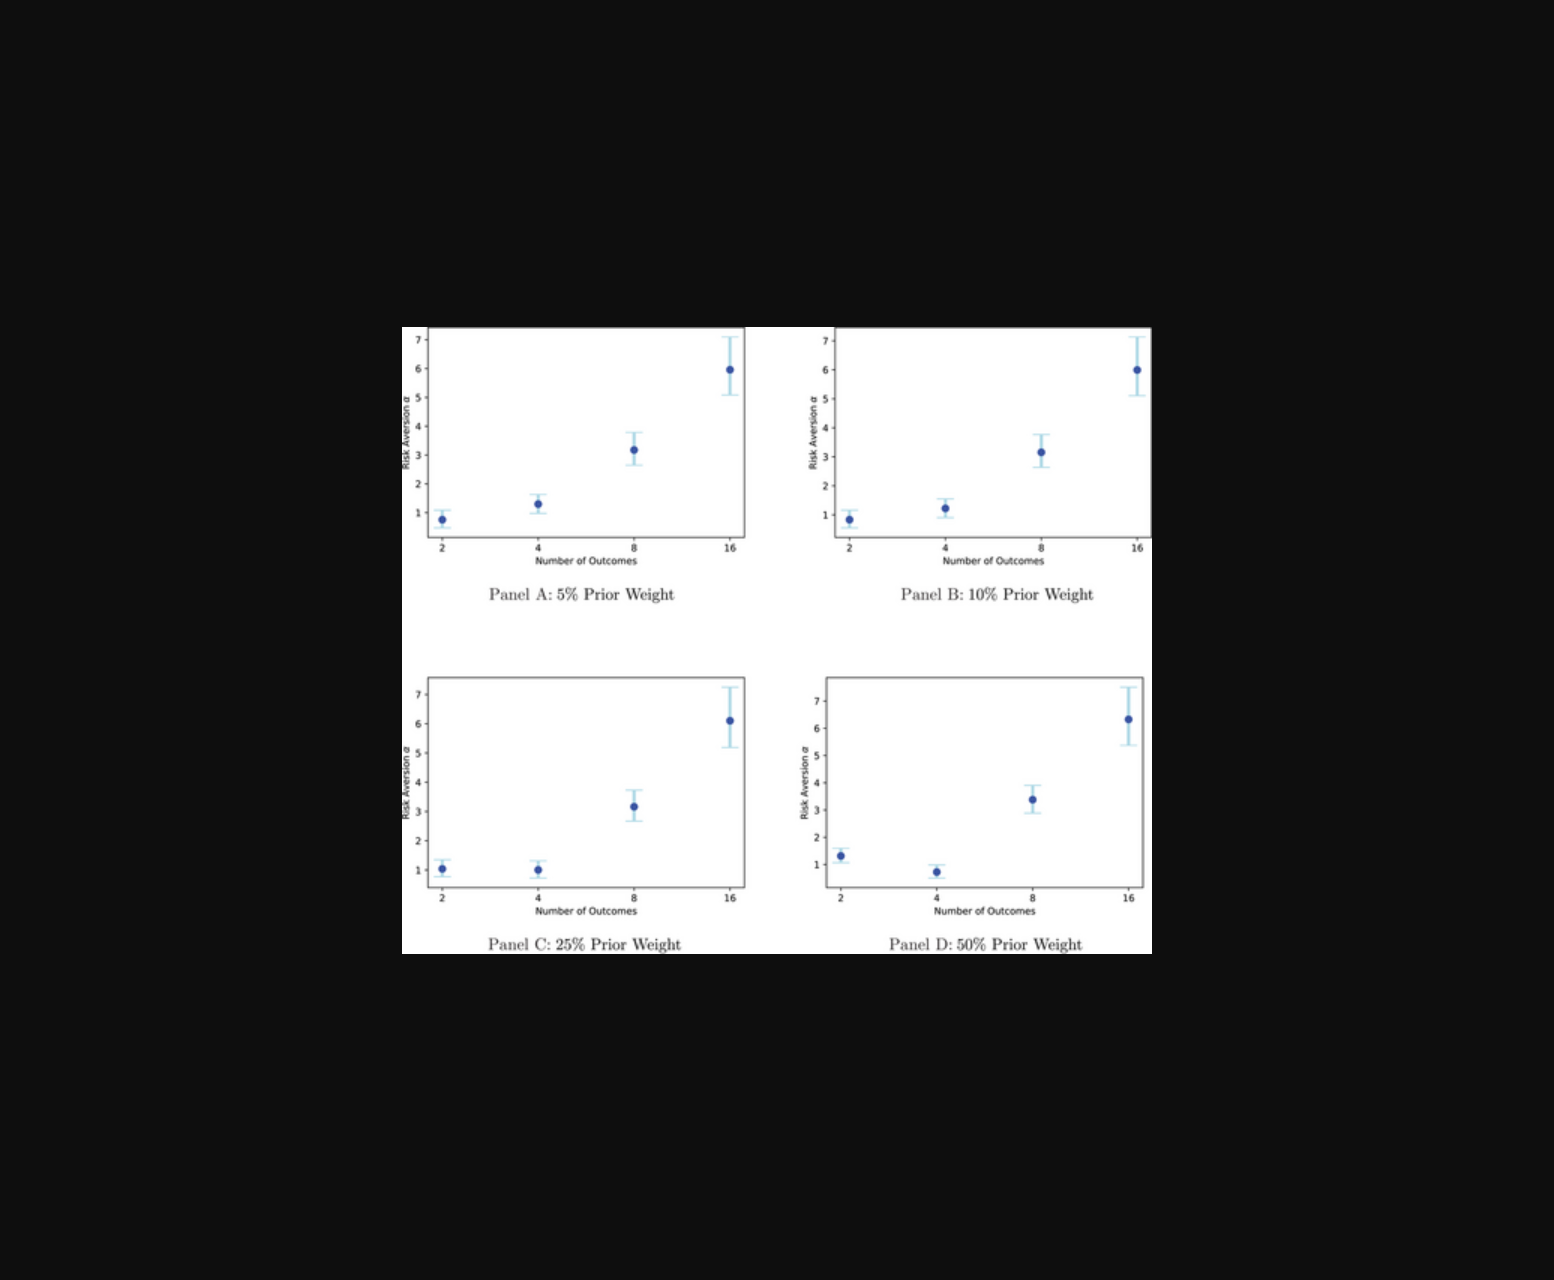 7
6
5
4
3
2
1
Risk Aversion α
2 4 8 16
Number of Outcomes
Panel A: 5% Prior Weight
7
6
5
4
3
2
1
Risk Aversion α
2 4 8 16
Number of Outcomes
Panel B: 10% Prior Weight
7
6
5
4
3
2
1
Risk Aversion α
2 4 8 16
Number of Outcomes
Panel C: 25% Prior Weight
7
6
5
4
3
2
1
Risk Aversion α
2 4 8 16
Number of Outcomes
Panel D: 50% Prior Weight